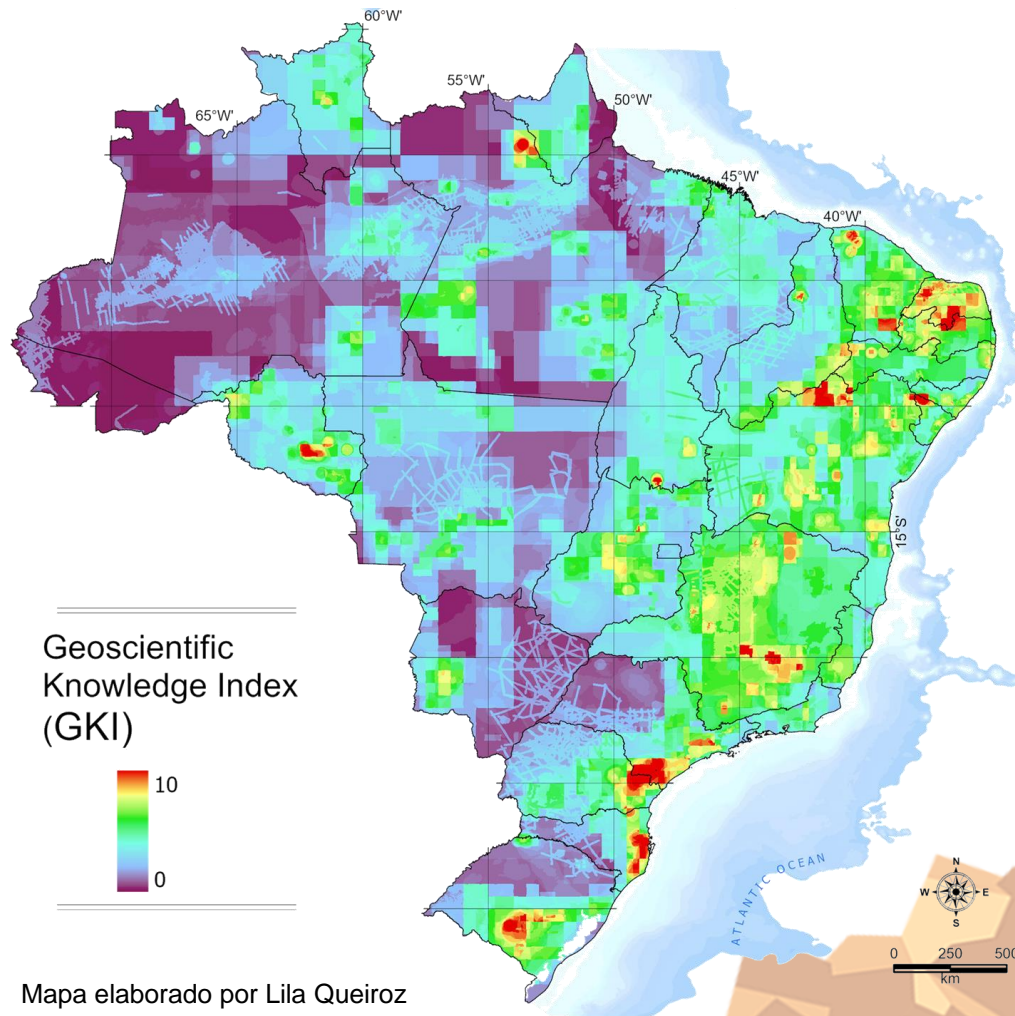 60°W'
55°W'
50°W'
65°W'
45°W'
40°W'
15°S'
Geoscientific
Knowledge Index
(GKI)
10
0
ATLANTIC OCEAN
N
W E
S
0 250 500
km
Mapa elaborado por Lila Queiroz